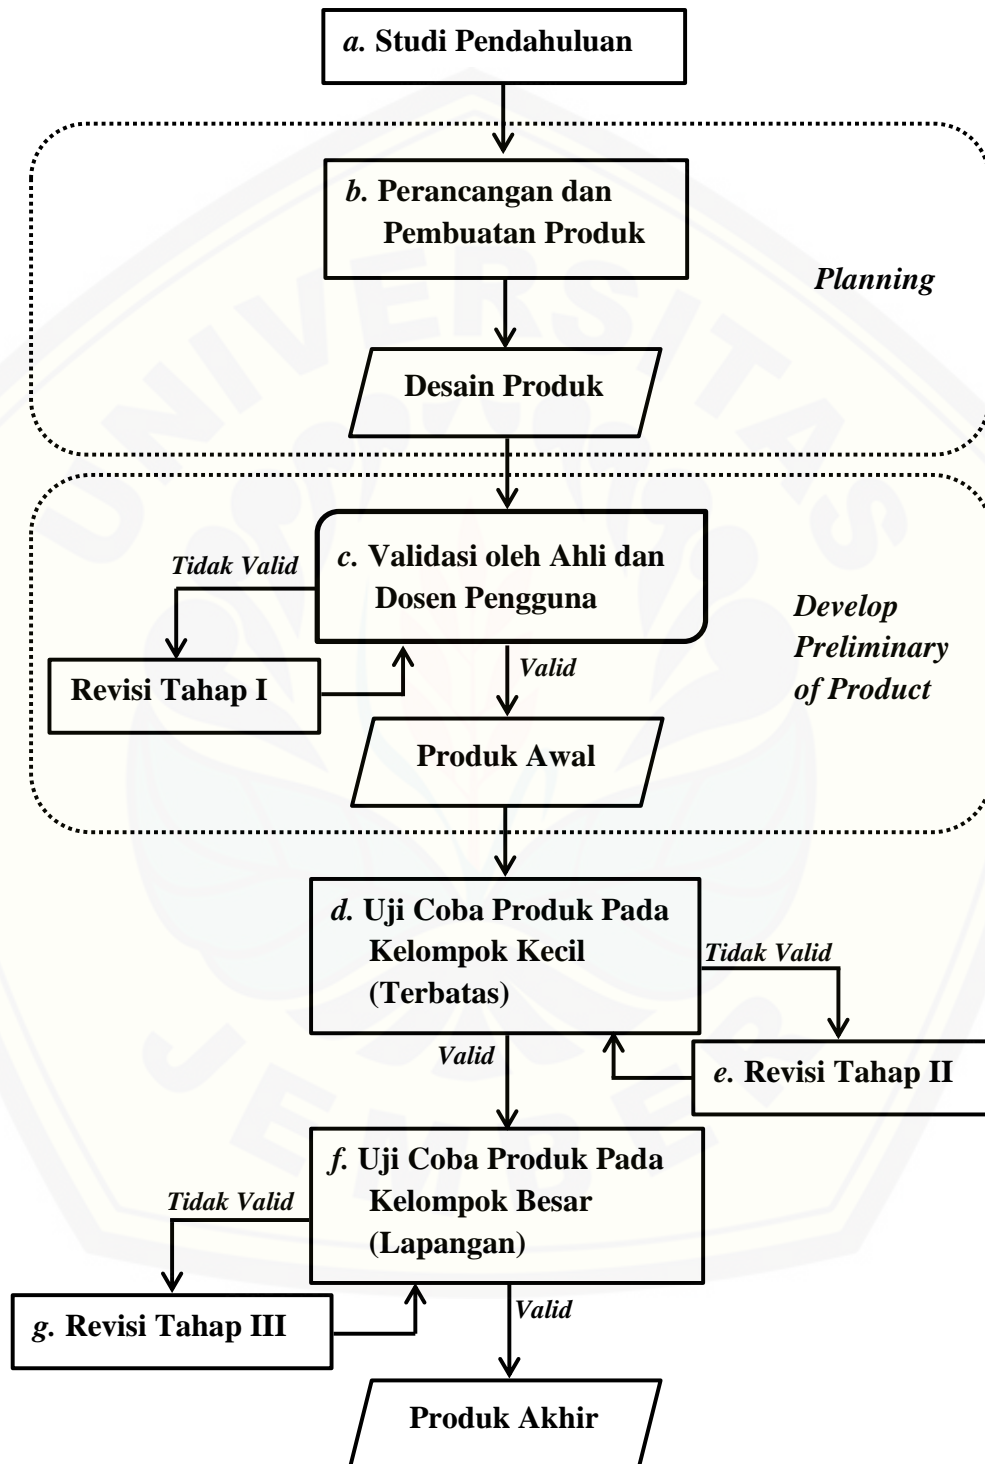 a. Studi Pendahuluan
b. Perancangan dan
Pembuatan Produk
Planning
Desain Produk
c. Validasi oleh Ahli dan
Dosen Pengguna
Tidak Valid
Develop
Preliminary
of Product
Revisi Tahap I
Valid
Produk Awal
d. Uji Coba Produk Pada
Kelompok Kecil
(Terbatas)
Tidak Valid
Valid
e. Revisi Tahap II
f. Uji Coba Produk Pada
Kelompok Besar
(Lapangan)
Tidak Valid
g. Revisi Tahap III
Valid
Produk Akhir
UNIVERSITAS
JEMBER